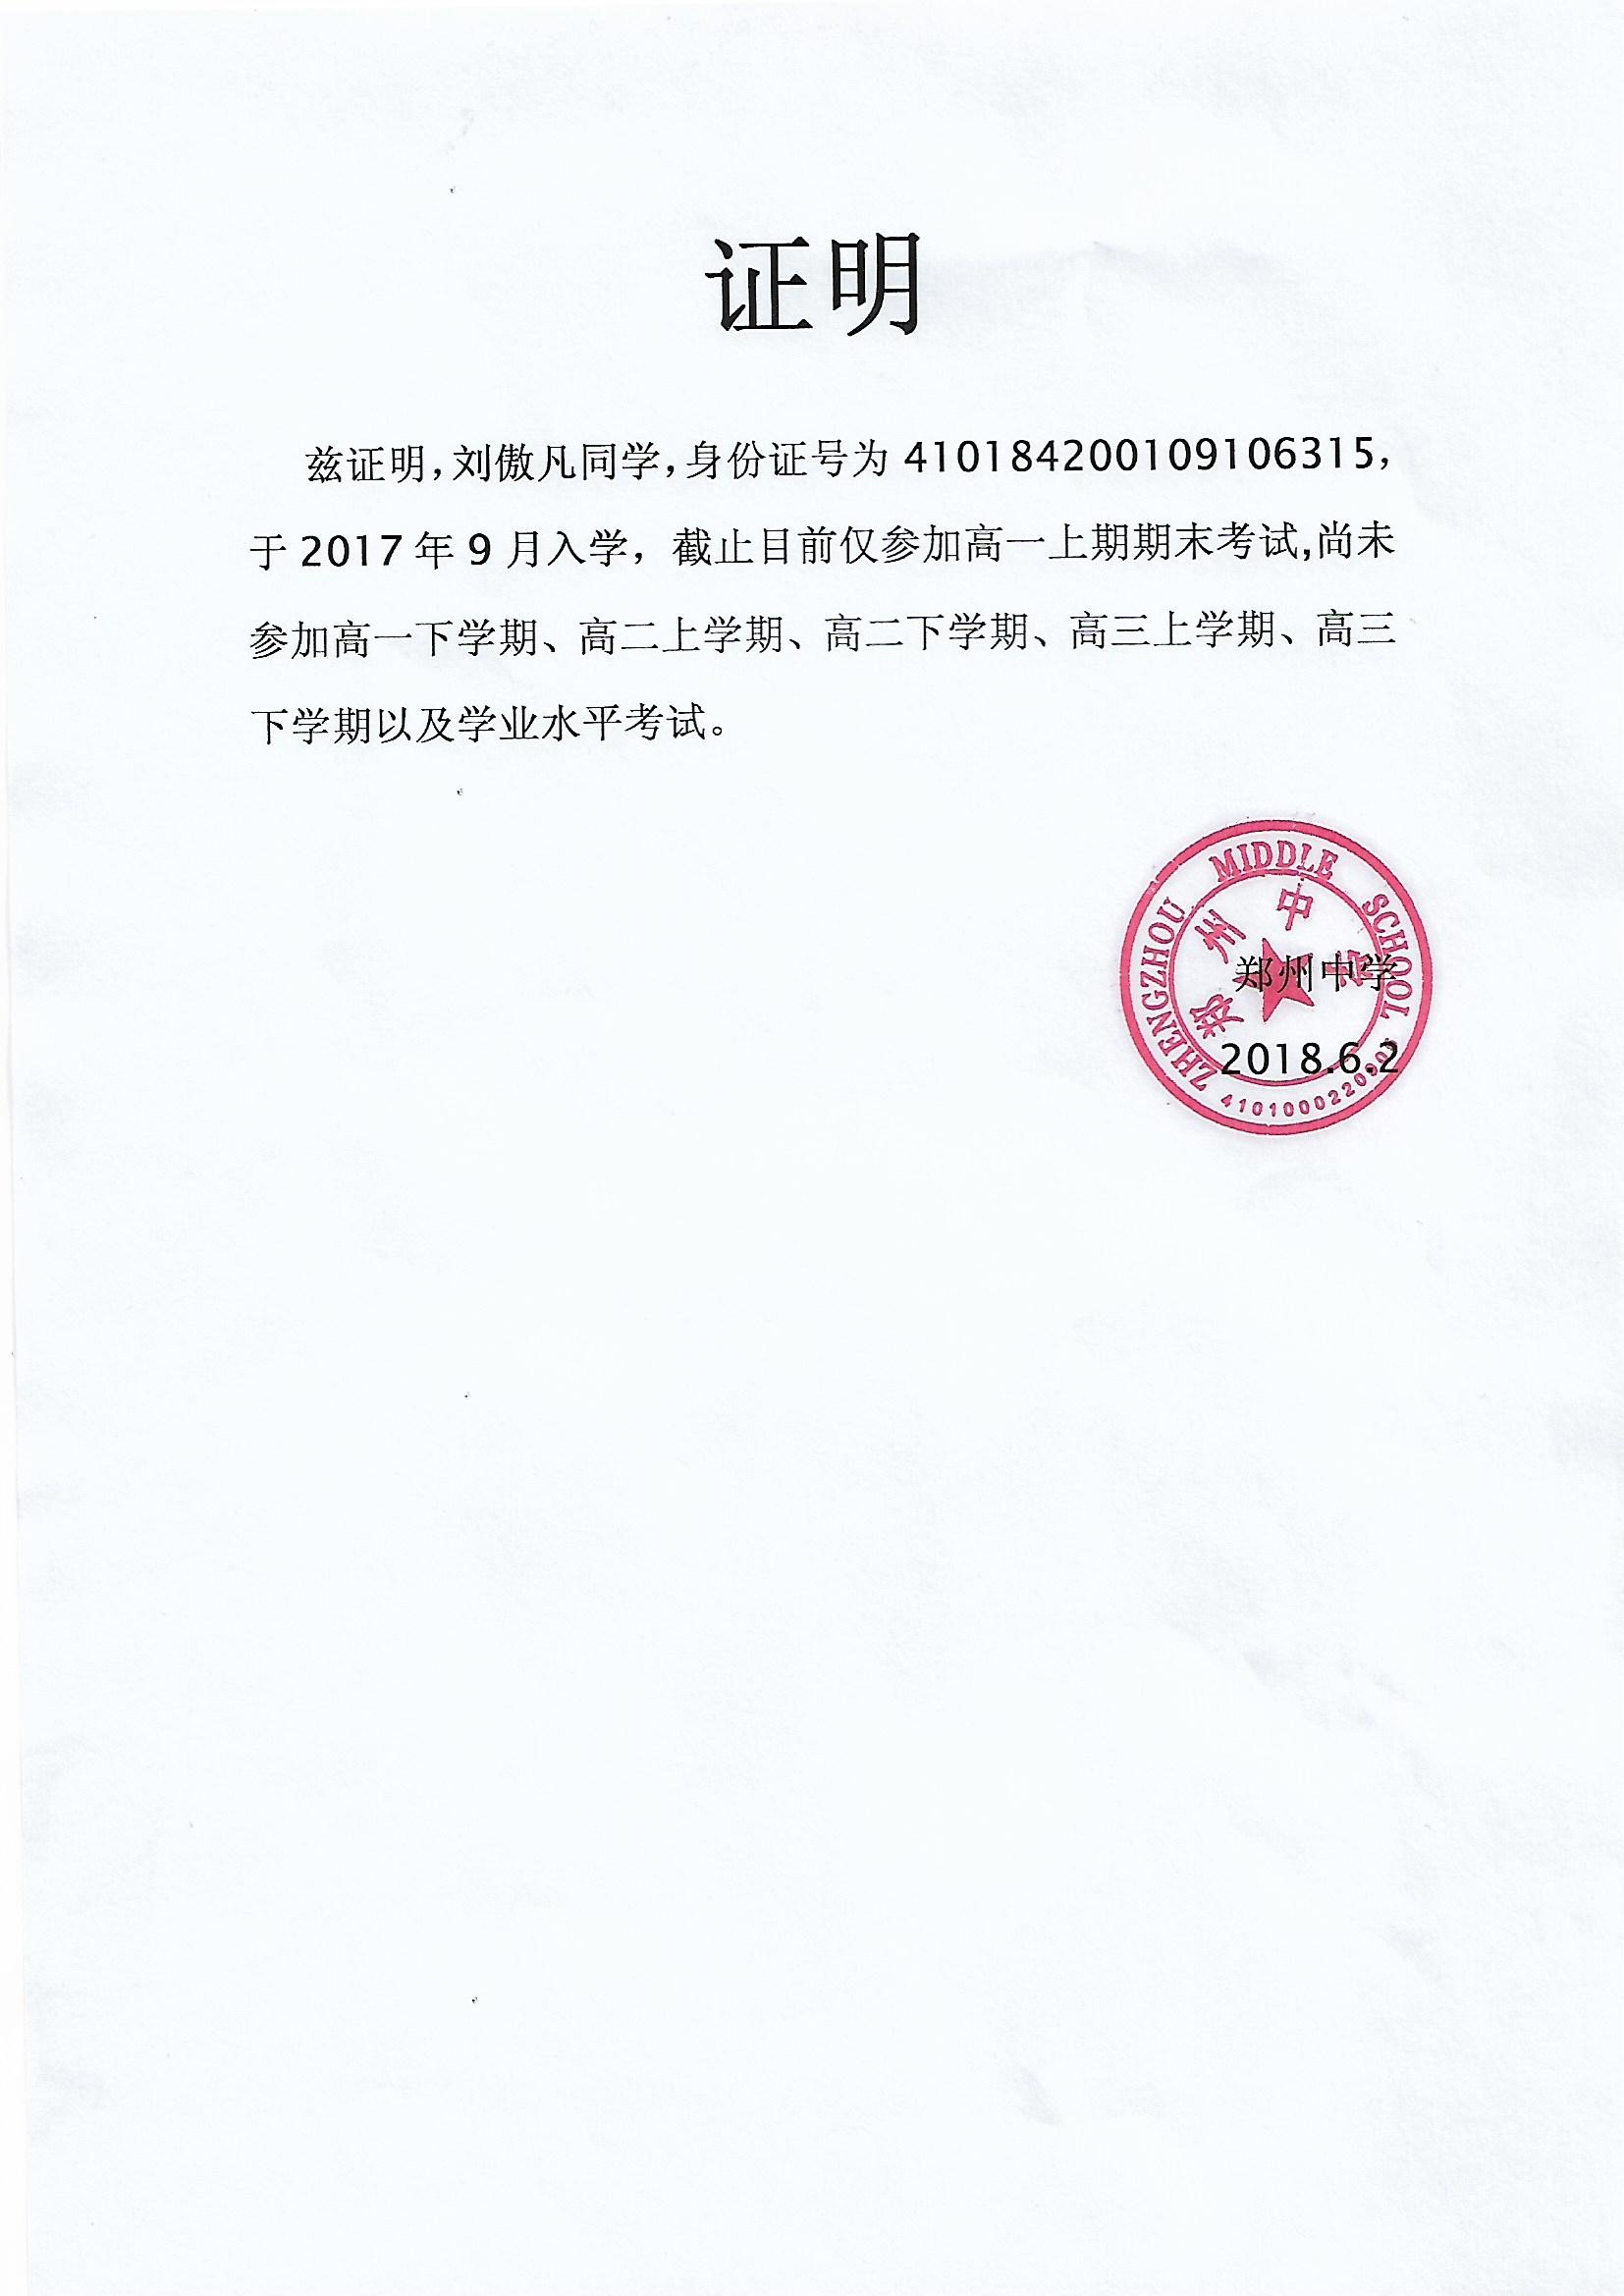 证明
兹证明,刘傲凡同学,身份证号为 410184200109106315,
于 2017 年 9 月入学，截止目前仅参加高一上期期末考试,尚未
参加高一下学期、高二上学期、高二下学期、高三上学期、高三
下学期以及学业水平考试。
ZHENGZHOU MIDDLE SCHOOL
郑州中学
郑州中学
2018.6.2